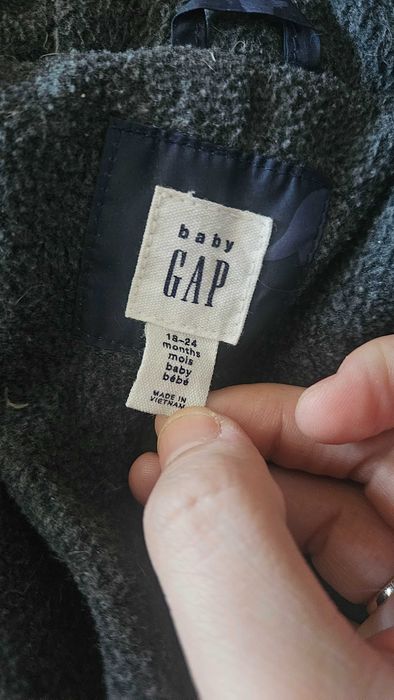 baby
GAP
18-24
months
mois
baby
bébé
MADE IN
VIETNAM